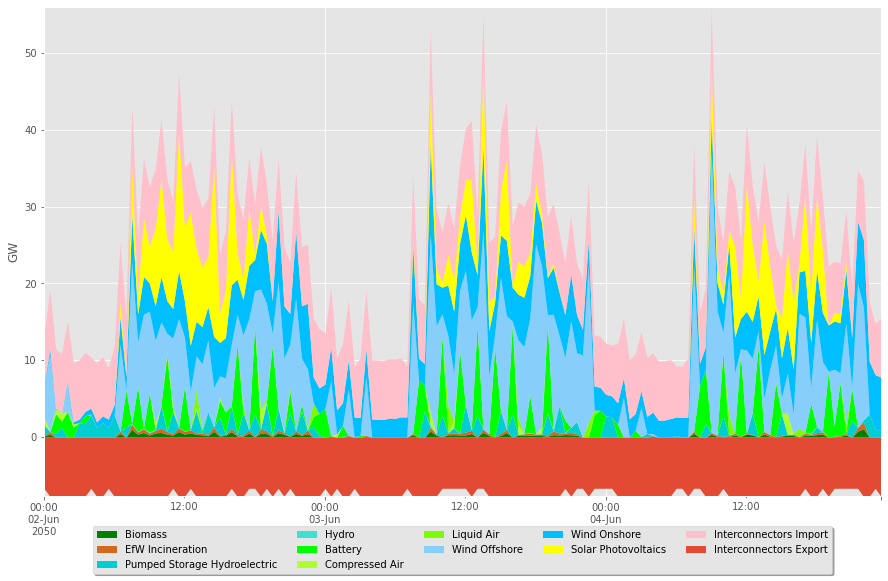 50
40
30
20
10
0
GW
00:00 12:00 00:00 12:00 00:00 12:00
02-Jun 03-Jun 04-Jun
2050
Biomass Hydro Liquid Air Wind Onshore Interconnectors Import
EfW Incineration Battery Wind Offshore Solar Photovoltaics Interconnectors Export
Pumped Storage Hydroelectric Compressed Air